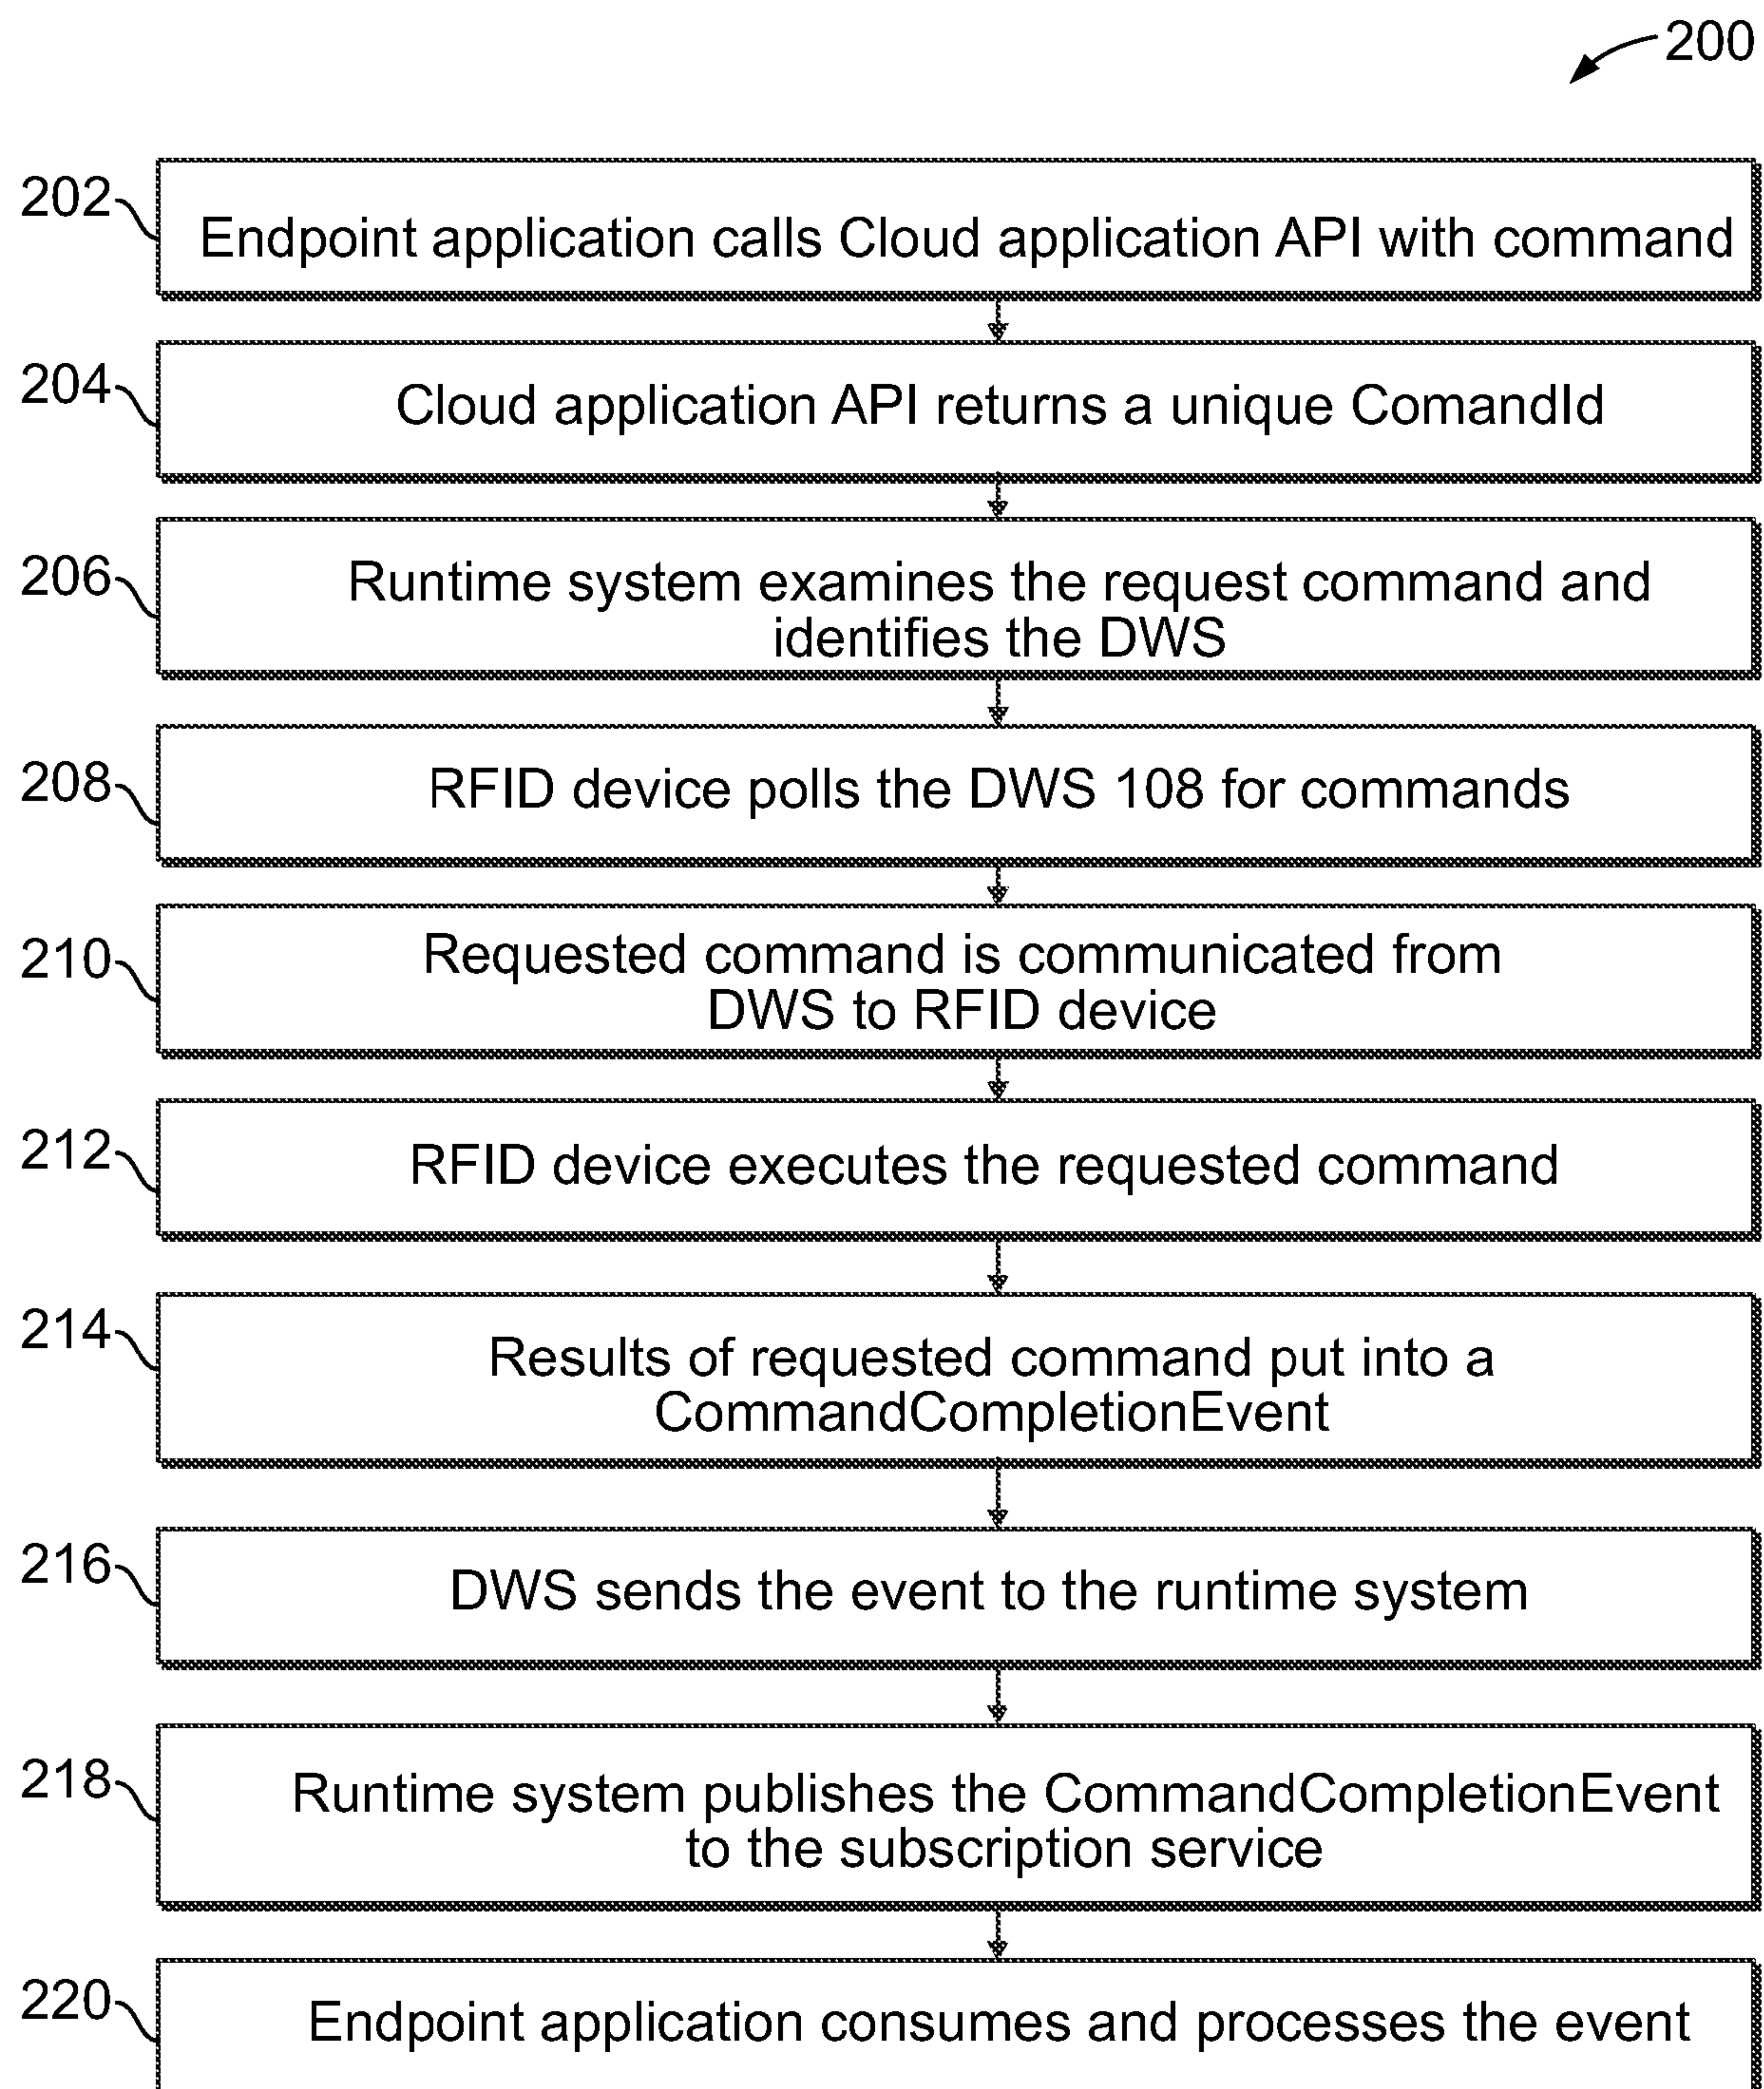 200
202
Endpoint application calls Cloud application API with command
204
Cloud application API returns a unique ComandId
206
Runtime system examines the request command and
identifies the DWS
208
RFID device polls the DWS 108 for commands
210
Requested command is communicated from
DWS to RFID device
212
RFID device executes the requested command
214
Results of requested command put into a
CommandCompletionEvent
216
DWS sends the event to the runtime system
218
Runtime system publishes the CommandCompletionEvent
to the subscription service
220
Endpoint application consumes and processes the event